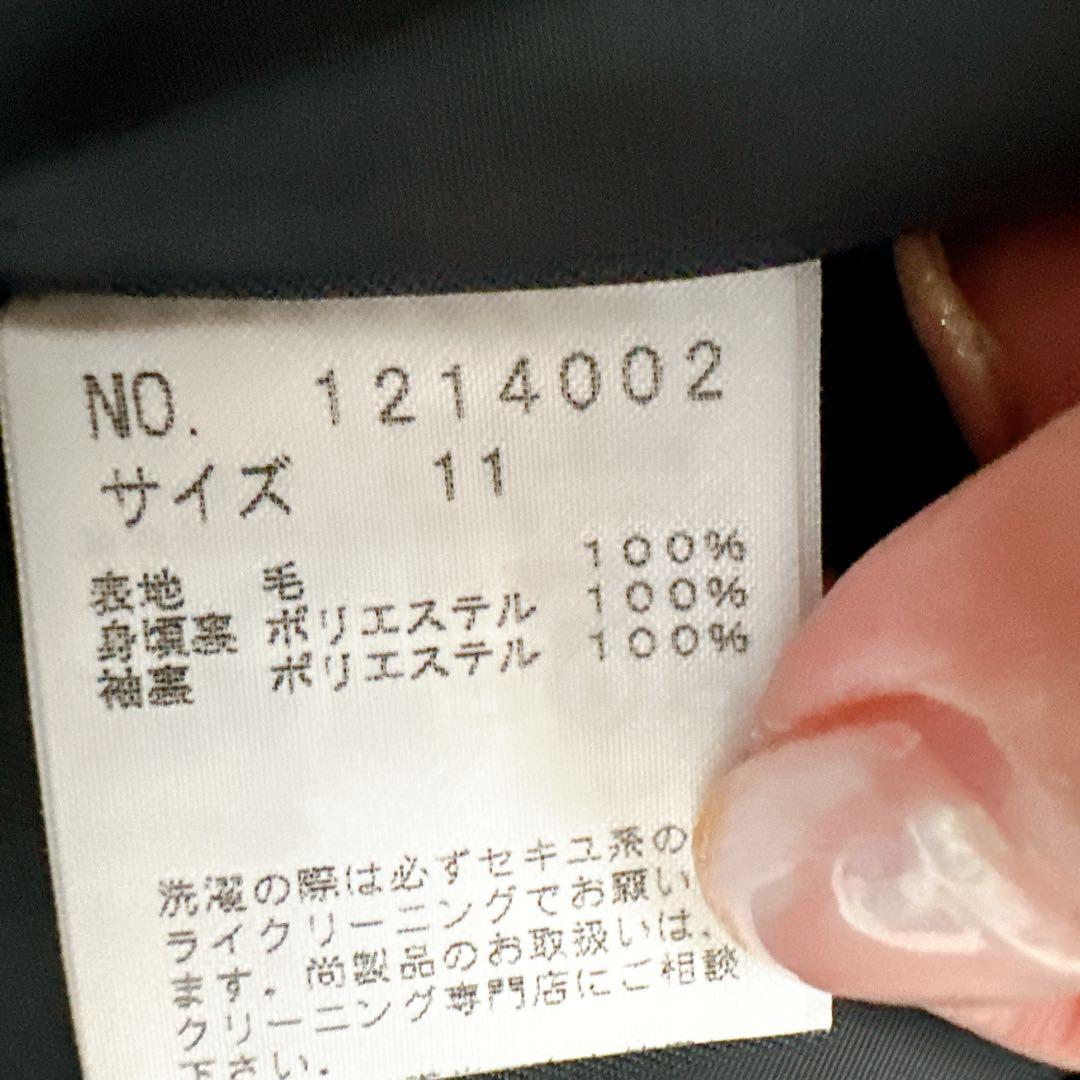 NO. 1214002
サイズ 11
表地 毛 100%
身頃裏 ポリエステル 100%
袖裏 ポリエステル 100%
洗濯の際は必ずセキユ系の
ライクリーニングでお願い
ます．尚製品のお取扱いは、
クリーニング専門店にご相談
下さい．